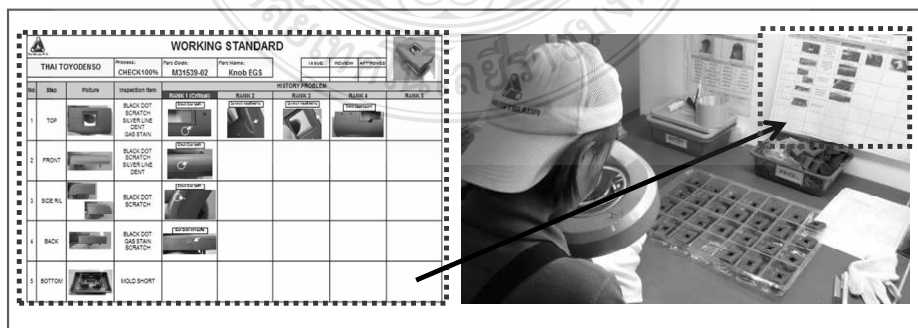 WORKING STANDARD
THAI TOYODENSO
Process:
CHECK100%
Part Code:
M31539-02
Part Name:
Knob EGS
ISSUE
REVIEW
APPROVED
No
Map
Picture
Inspection Item
HISTORY PROBLEM
RANK 1 (Critical)
RANK 2
RANK 3
RANK 4
RANK 5
1
TOP
BLACK DOT
SCRATCH
SILVER LINE
DENT
GAS STAIN
2
FRONT
BLACK DOT
SCRATCH
SILVER LINE
DENT
3
SIDE R/L
BLACK DOT
SCRATCH
4
BACK
BLACK DOT
GAS STAIN
SCRATCH
5
BOTTOM
MOLD SHORT